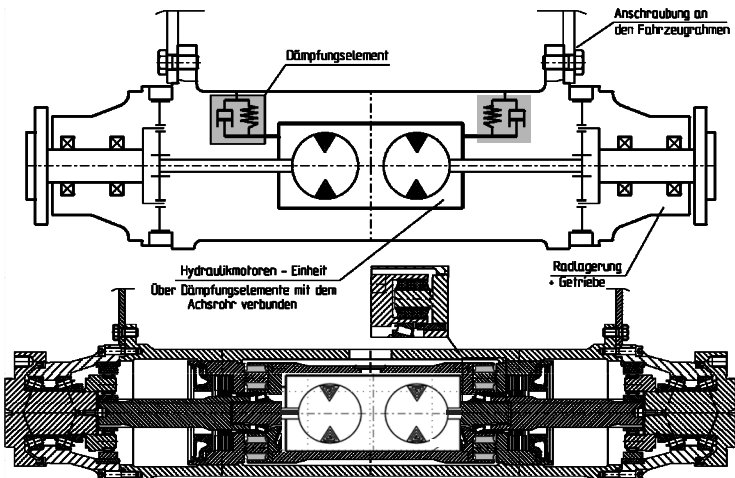 Anschraubung an
den Fahrzeugrahmen
Dämpfungselement
Hydraulikmotoren - Einheit
Über Dämpfungselemente mit dem
Achsrohr verbunden
Radlagerung
+ Getriebe